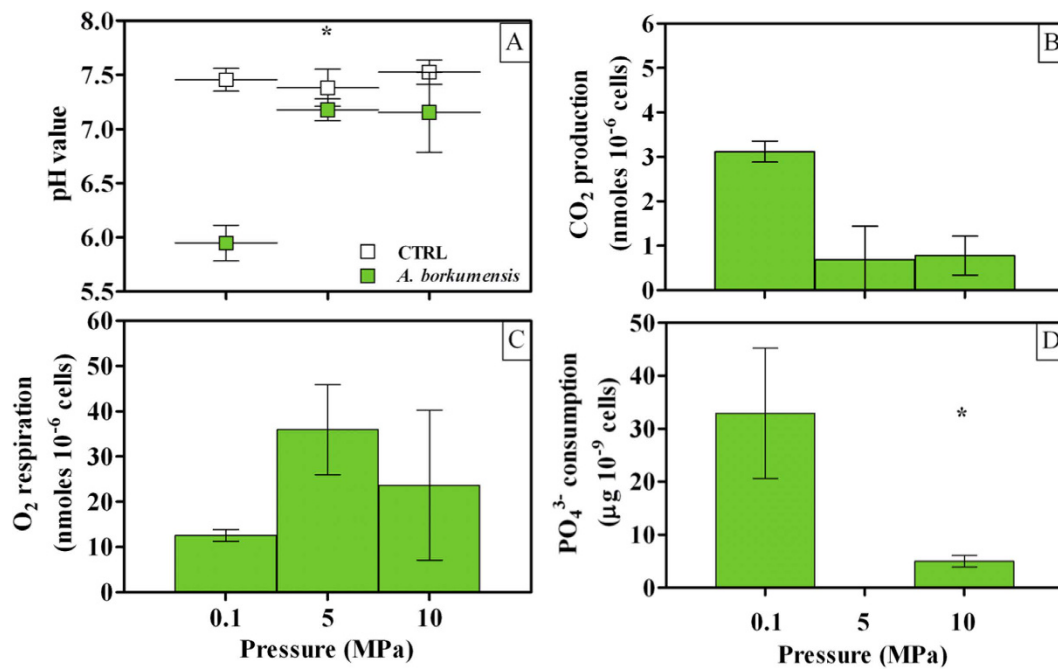 A
pH value
8.0
7.5
7.0
6.5
6.0
5.5
*
CTRL
A. borkumensis
B
CO₂ production
(nmoles 10⁻⁶ cells)
6
5
4
3
2
1
0
C
O₂ respiration
(nmoles 10⁻⁶ cells)
60
50
40
30
20
10
0
0.1 5 10
Pressure (MPa)
D
PO₄³⁻ consumption
(µg 10⁻⁹ cells)
50
40
30
20
10
0
*
0.1 5 10
Pressure (MPa)